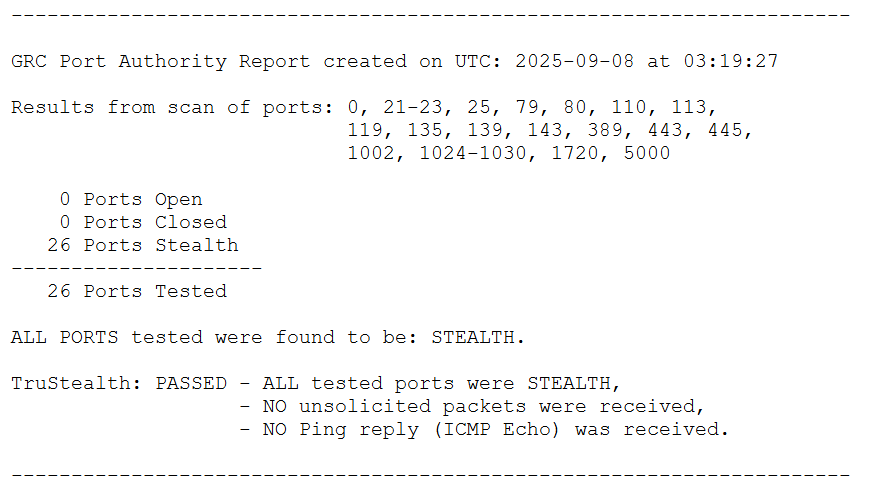 ----------------------------------------------------------------------
GRC Port Authority Report created on UTC: 2025-09-08 at 03:19:27
Results from scan of ports: 0, 21-23, 25, 79, 80, 110, 113,
119, 135, 139, 143, 389, 443, 445,
1002, 1024-1030, 1720, 5000
0 Ports Open
0 Ports Closed
26 Ports Stealth
---------------------
26 Ports Tested
ALL PORTS tested were found to be: STEALTH.
TruStealth: PASSED - ALL tested ports were STEALTH,
- NO unsolicited packets were received,
- NO Ping reply (ICMP Echo) was received.
----------------------------------------------------------------------